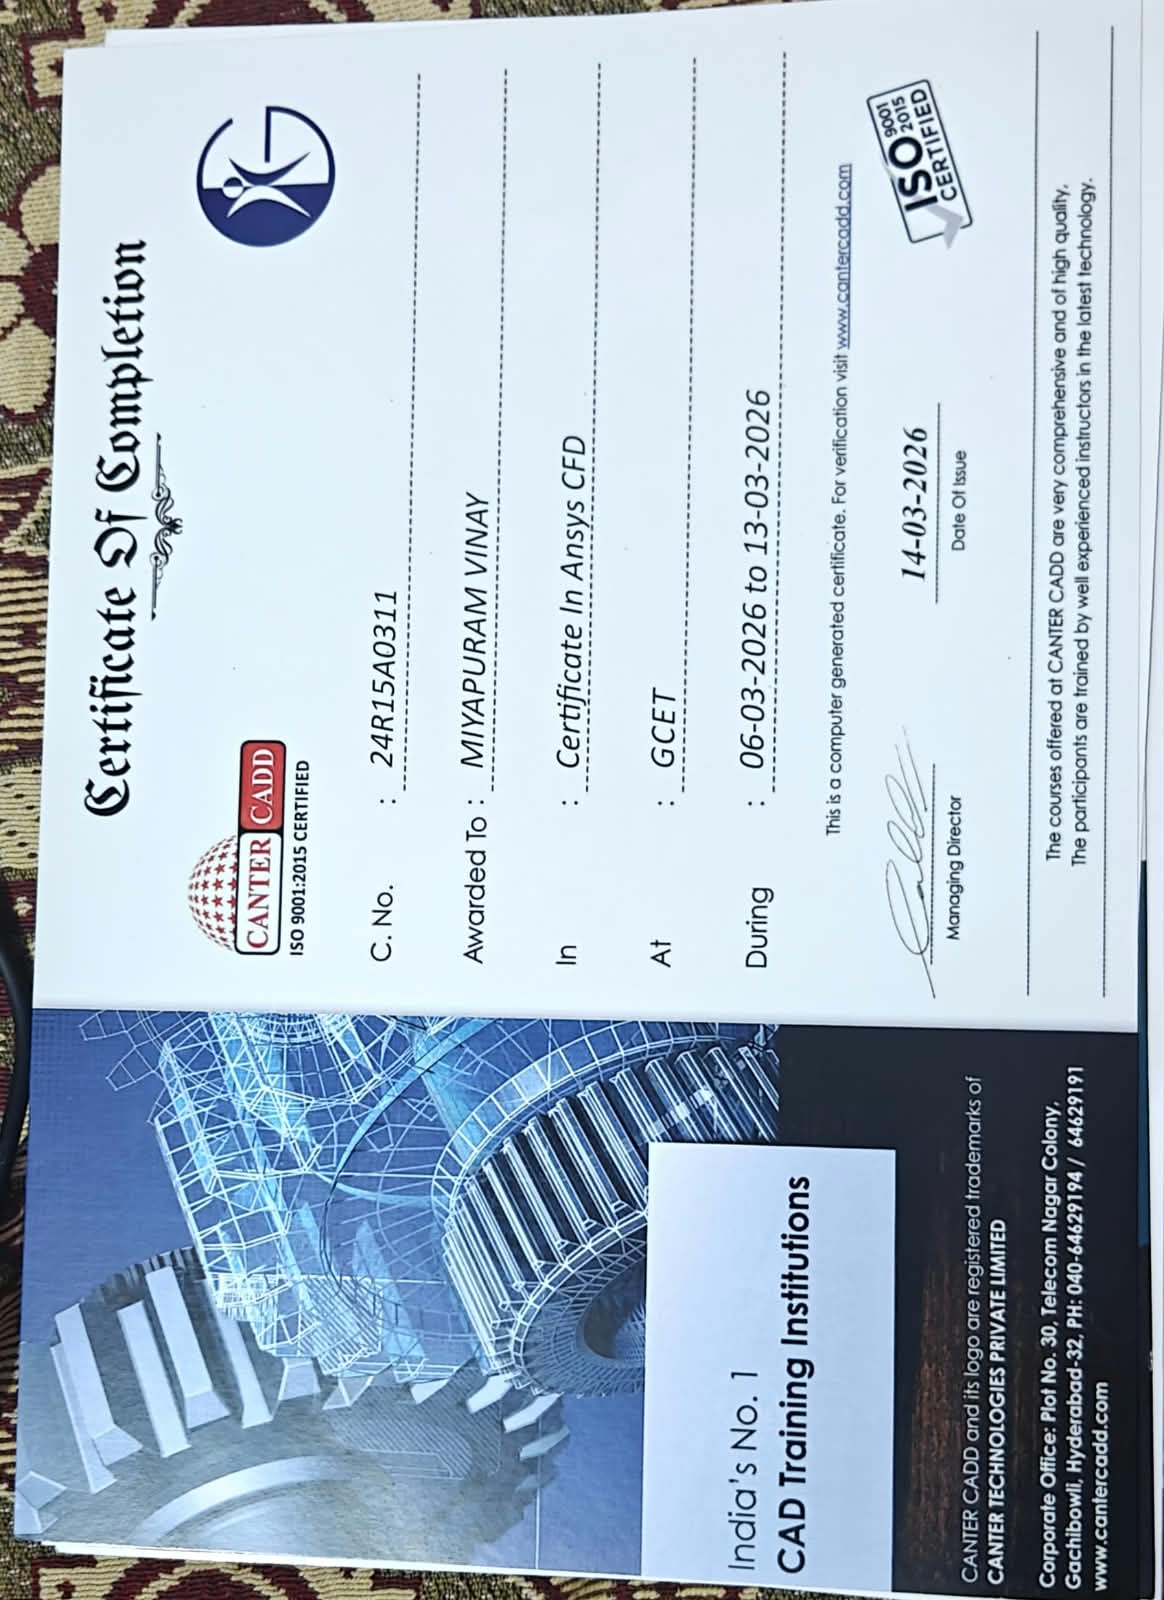 Certificate Of Completion
CANTER CADD
ISO 9001:2015 CERTIFIED
C. No. : 24R15A0311
Awarded To : MIYAPURAM VINAY
In : Certificate In Ansys CFD
At : GCET
During : 06-03-2026 to 13-03-2026
This is a computer generated certificate. For verification visit www.cantercadd.com
Managing Director
14-03-2026
Date Of Issue
ISO 9001 2015
CERTIFIED
The courses offered at CANTER CADD are very comprehensive and of high quality,
The participants are trained by well experienced instructors in the latest technology.
India's No. 1
CAD Training Institutions
CANTER CADD and its logo are registered trademarks of
CANTER TECHNOLOGIES PRIVATE LIMITED
Corporate Office: Plot No. 30, Telecom Nagar Colony,
Gachibowli, Hyderabad-32, PH: 040-64629194 / 64629191
www.cantercadd.com